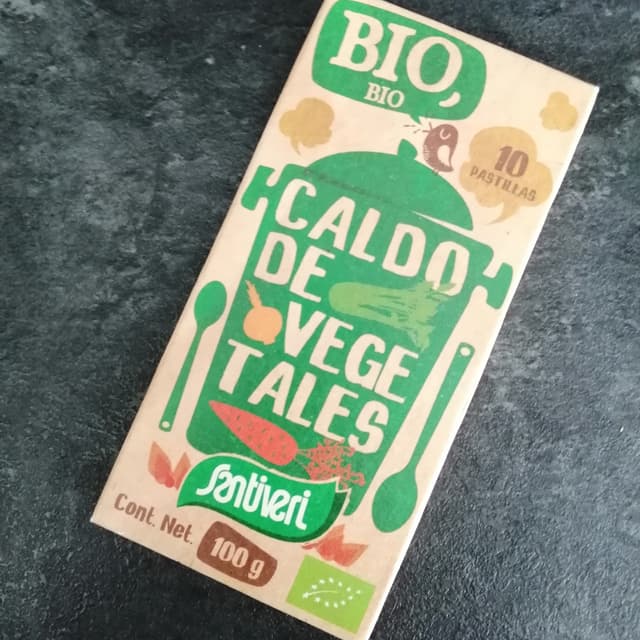 BIO,
BIO
10
PASTILLAS
CALDO
DE
VEGE
TALES
Santiveri
Cont. Net.
100 g